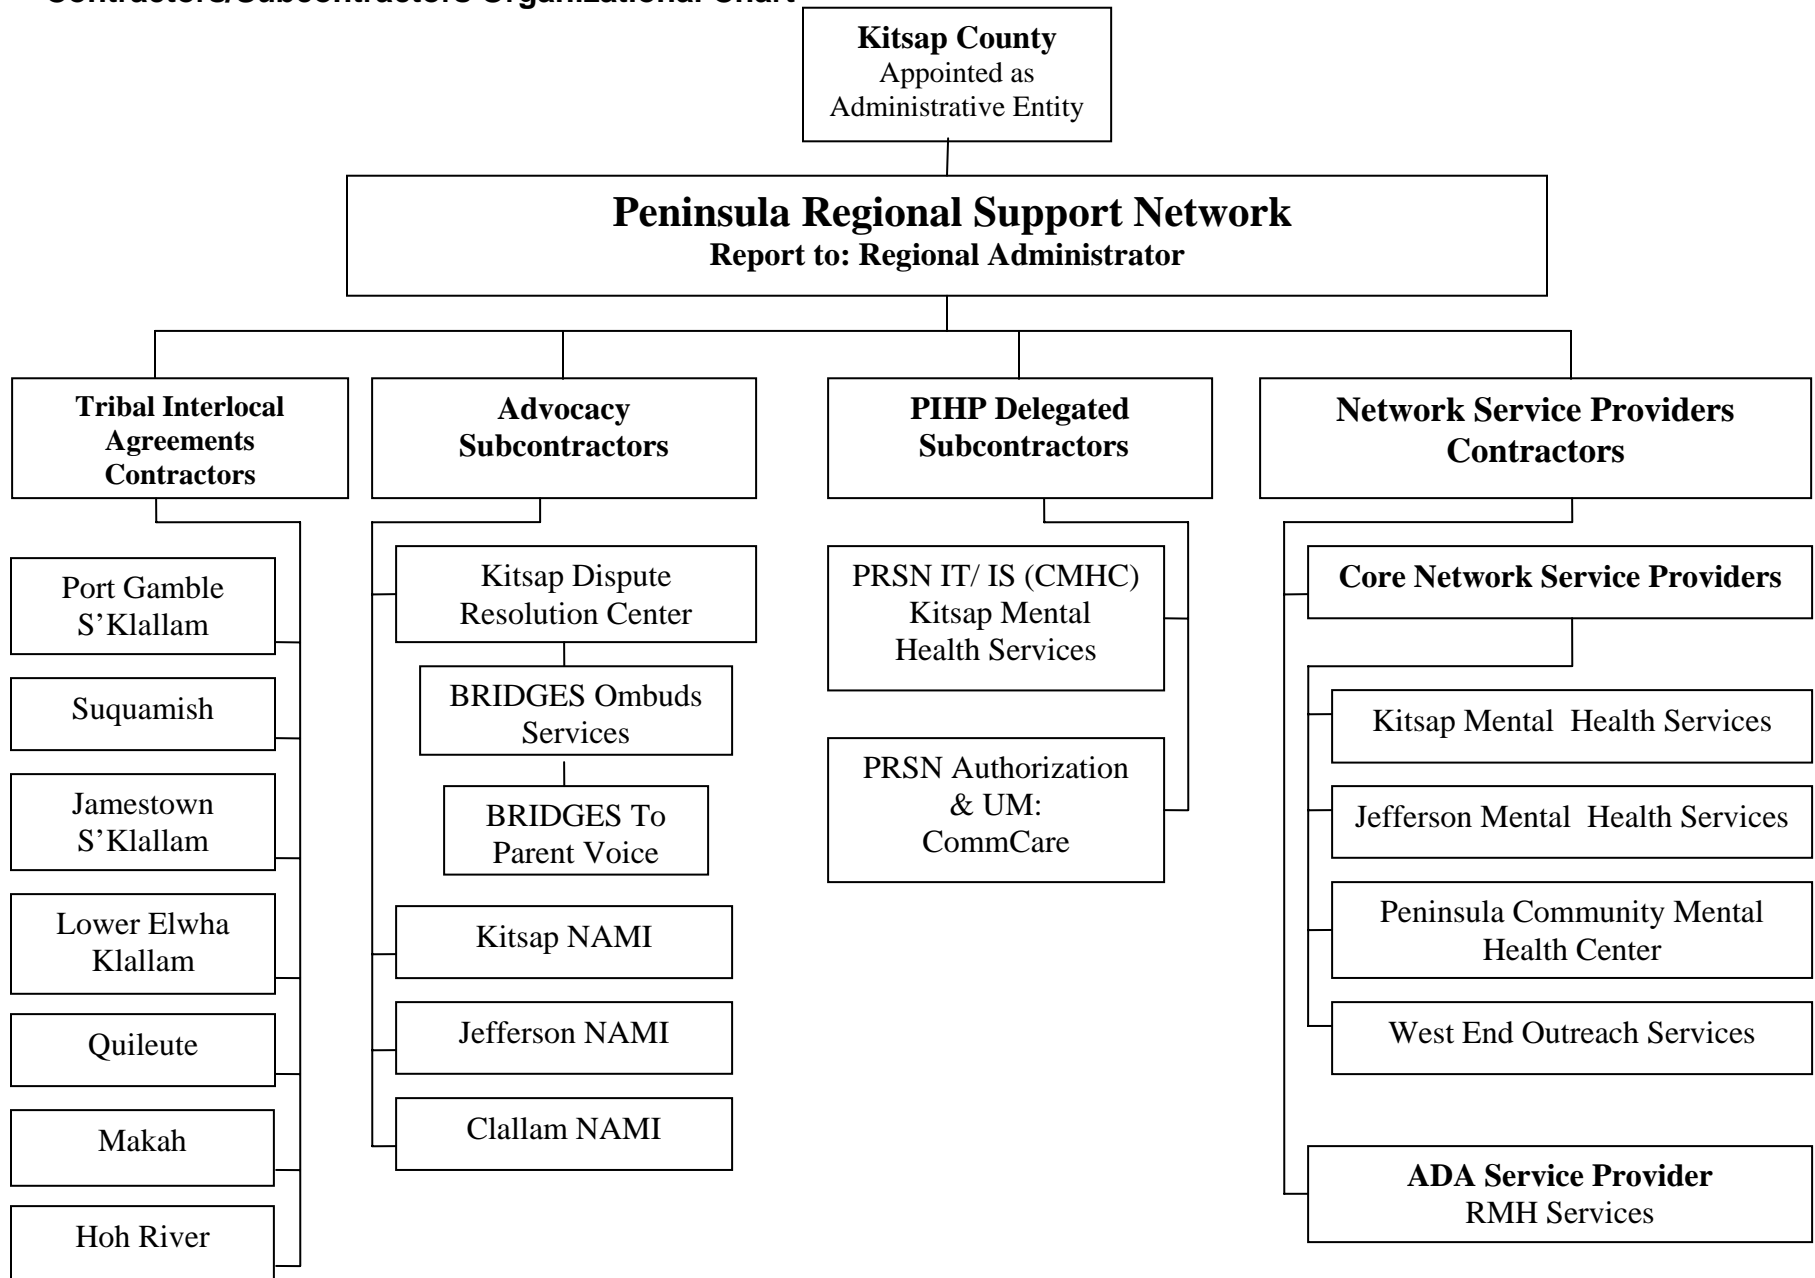 Contractors/Subcontractors Organizational Chart
Kitsap County
Appointed as
Administrative Entity
Peninsula Regional Support Network
Report to: Regional Administrator
Tribal Interlocal
Agreements
Contractors
Port Gamble
S’Klallam
Suquamish
Jamestown
S’Klallam
Lower Elwha
Klallam
Quileute
Makah
Hoh River
Advocacy
Subcontractors
Kitsap Dispute
Resolution Center
BRIDGES Ombuds
Services
BRIDGES To
Parent Voice
Kitsap NAMI
Jefferson NAMI
Clallam NAMI
PIHP Delegated
Subcontractors
PRSN IT/ IS (CMHC)
Kitsap Mental
Health Services
PRSN Authorization
& UM:
CommCare
Network Service Providers
Contractors
Core Network Service Providers
Kitsap Mental  Health Services
Jefferson Mental  Health Services
Peninsula Community Mental
Health Center
West End Outreach Services
ADA Service Provider
RMH Services